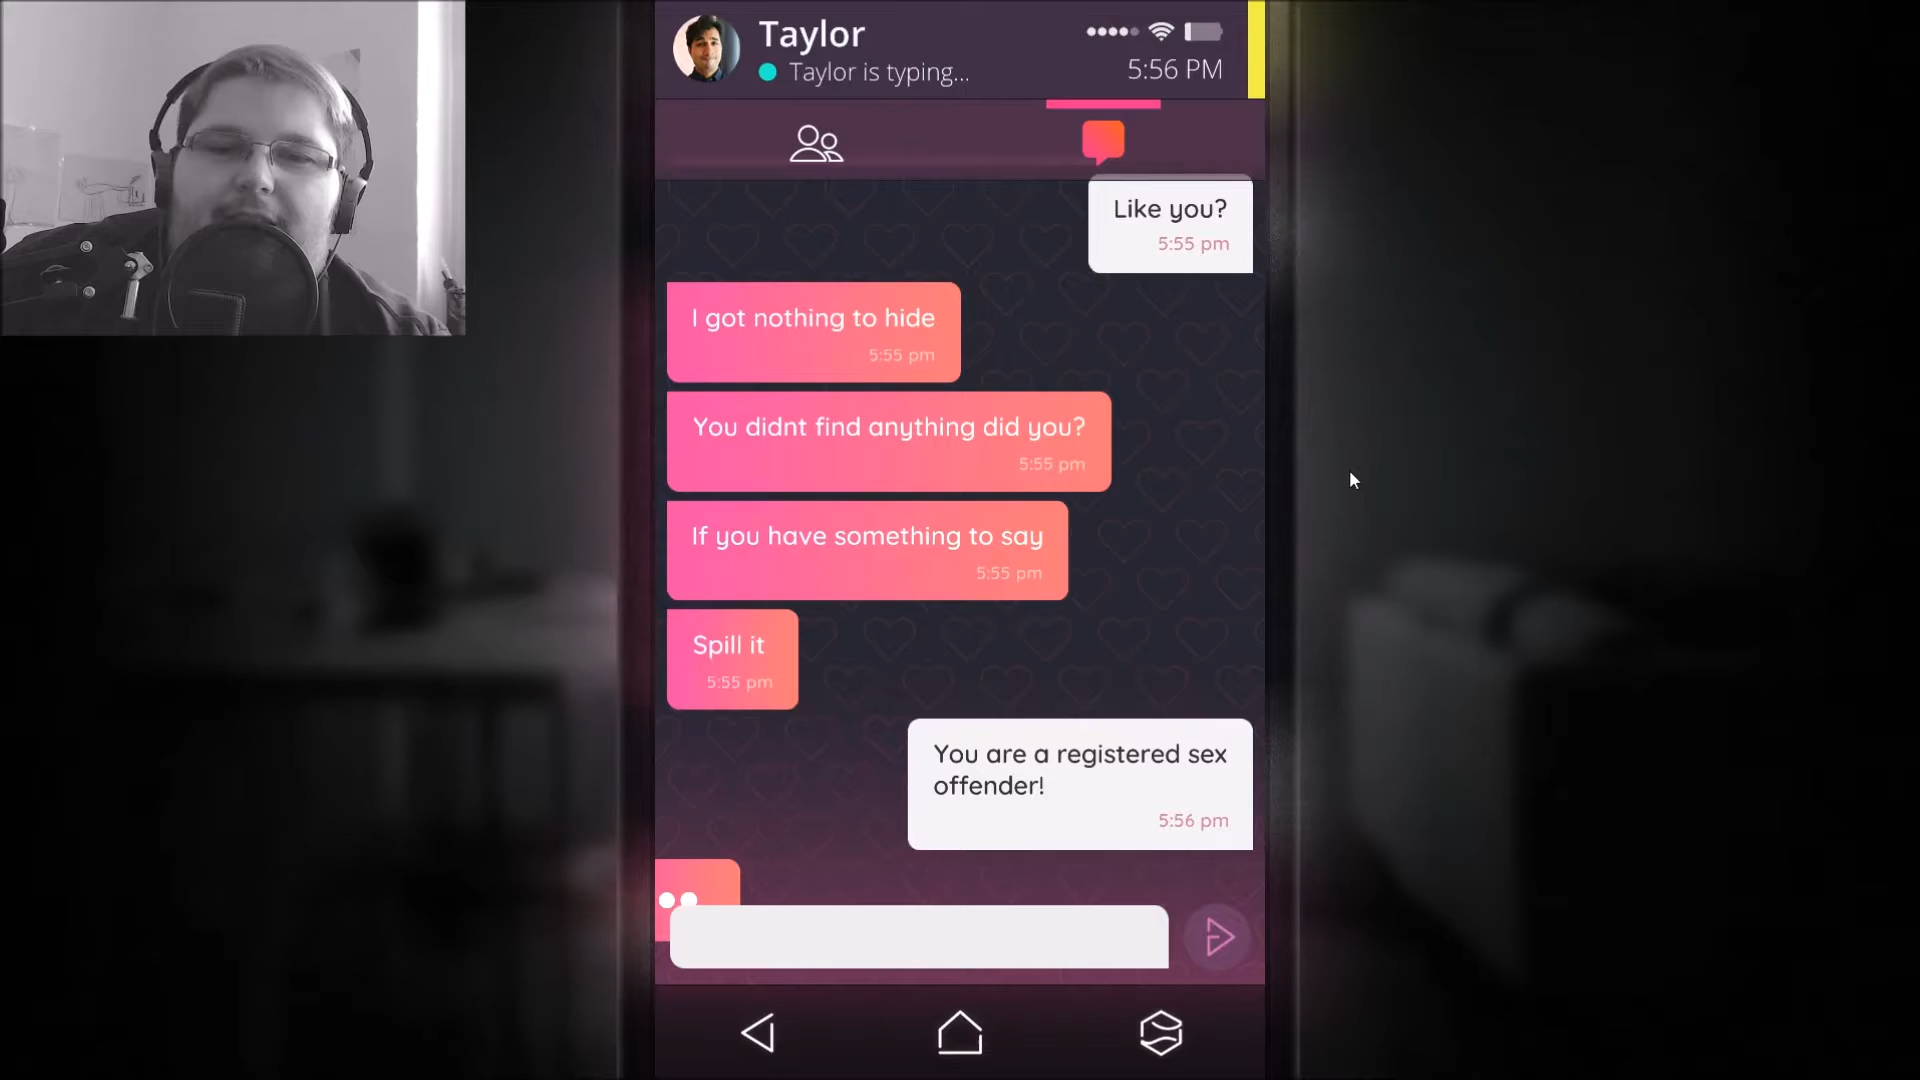 Taylor
Taylor is typing...
5:56 PM
Like you?
5:55 pm
I got nothing to hide
5:55 pm
You didnt find anything did you?
5:55 pm
If you have something to say
5:55 pm
Spill it
5:55 pm
You are a registered sex
offender!
5:56 pm